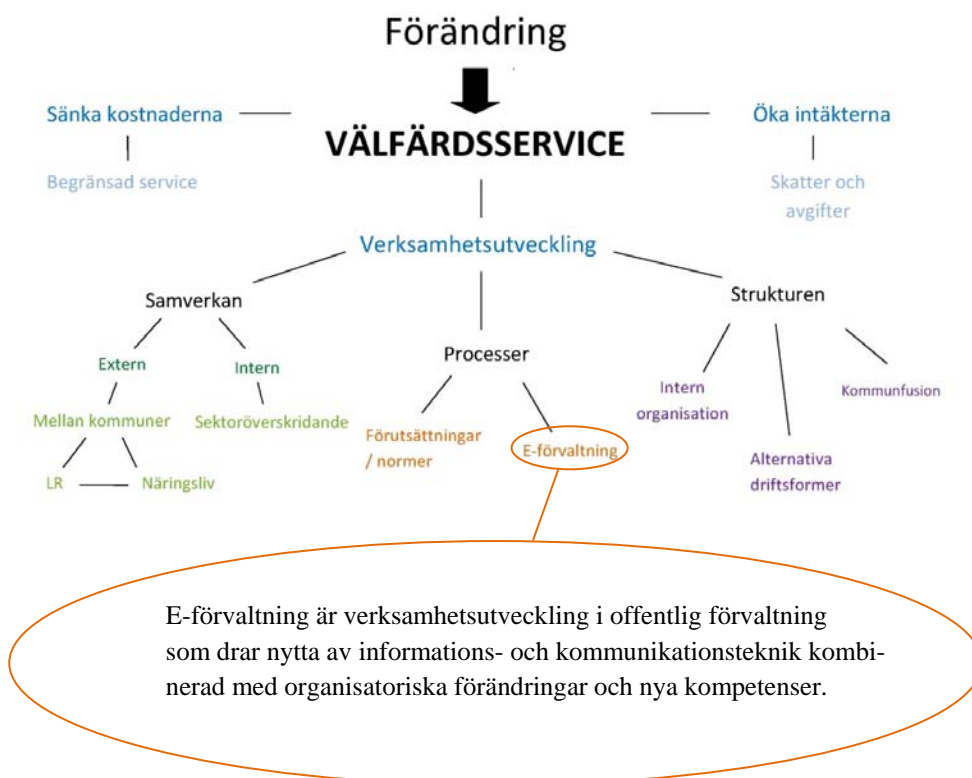 Förändring
Sänka kostnaderna
VÄLFÄRDSSERVICE
Öka intäkterna
Begränsad service
Skatter och
avgifter
Verksamhetsutveckling
Samverkan
Processer
Strukturen
Extern
Intern
Mellan kommuner
Sektoröverskridande
LR
Näringsliv
Förutsättningar
/ normer
E-förvaltning
Intern
organisation
Alternativa
driftsformer
Kommunfusion
E-förvaltning är verksamhetsutveckling i offentlig förvaltning
som drar nytta av informations- och kommunikationsteknik kombi-
nerad med organisatoriska förändringar och nya kompetenser.